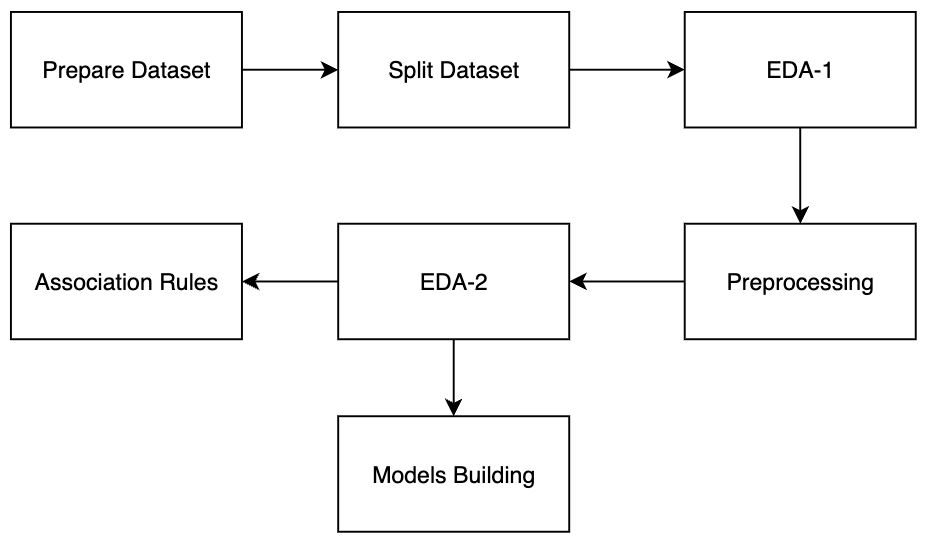 Prepare Dataset
Split Dataset
EDA-1
Association Rules
EDA-2
Preprocessing
Models Building